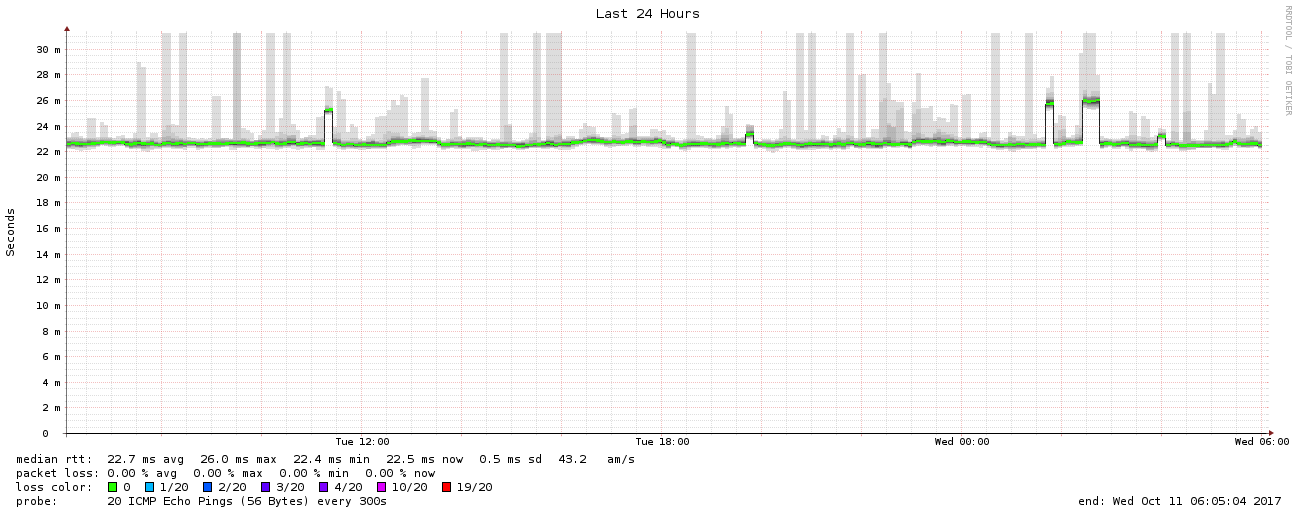 Last 24 Hours
RRDTOOL / TOBI OETIKER
Seconds
30 m
28 m
26 m
24 m
22 m
20 m
18 m
16 m
14 m
12 m
10 m
8 m
6 m
4 m
2 m
0
Tue 12:00 Tue 18:00 Wed 00:00 Wed 06:00
median rtt: 22.7 ms avg 26.0 ms max 22.4 ms min 22.5 ms now 0.5 ms sd 43.2 am/s
packet loss: 0.00 % avg 0.00 % max 0.00 % min 0.00 % now
loss color: 0 1/20 2/20 3/20 4/20 10/20 19/20
probe: 20 ICMP Echo Pings (56 Bytes) every 300s end: Wed Oct 11 06:05:04 2017